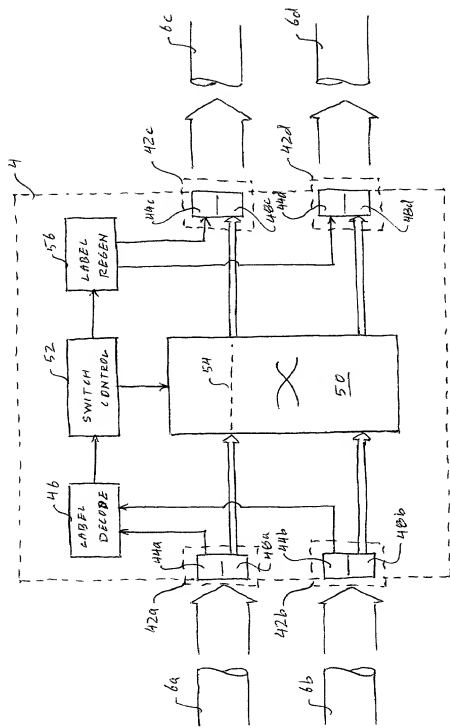 4
46
LABEL
DECODE
52
SWITCH
CONTROL
56
LABEL
REGEN
42a
44a
48a
42b
44b
48b
54
50
42c
44c
48c
42d
44d
48d
6a
6b
6c
6d